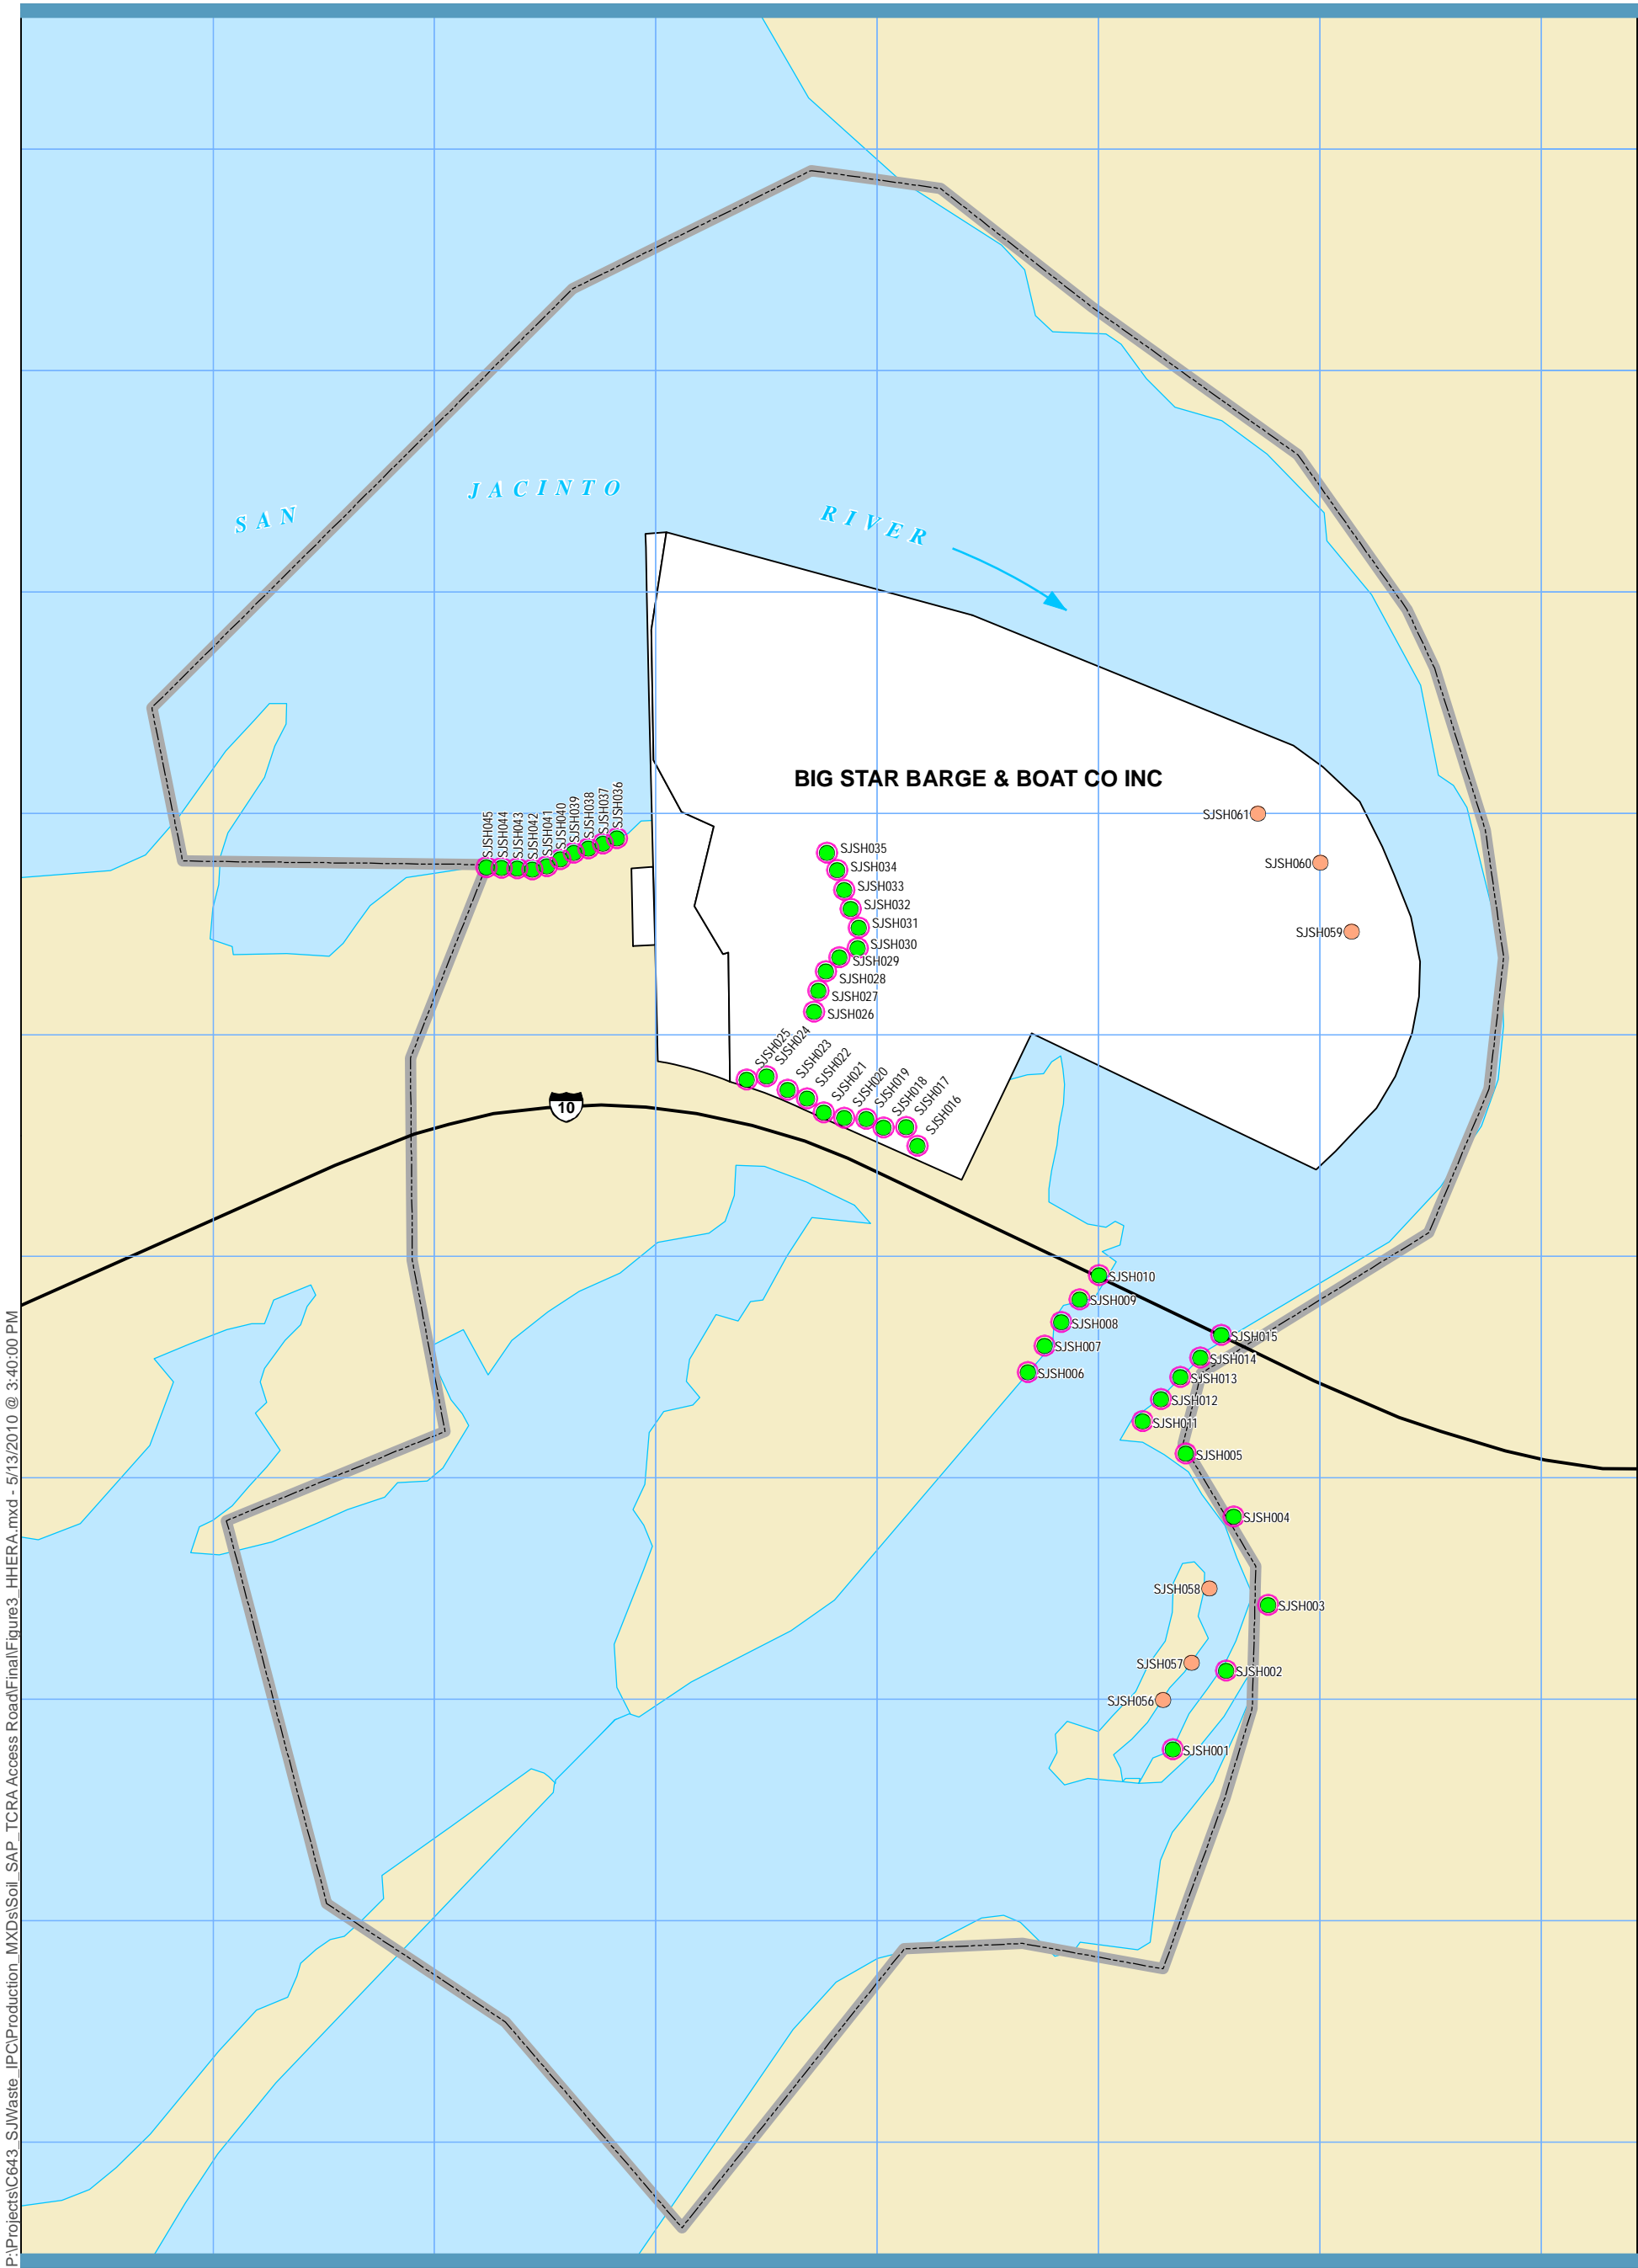 SAN JACINTO RIVER
BIG STAR BARGE & BOAT CO INC
SJSH061
SJSH060
SJSH059
SJSH045
SJSH044
SJSH043
SJSH042
SJSH041
SJSH040
SJSH039
SJSH038
SJSH037
SJSH036
SJSH035
SJSH034
SJSH033
SJSH032
SJSH031
SJSH030
SJSH029
SJSH028
SJSH027
SJSH026
SJSH025
SJSH024
SJSH023
SJSH022
SJSH021
SJSH020
SJSH019
SJSH018
SJSH017
SJSH016
10
SJSH010
SJSH009
SJSH008
SJSH007
SJSH006
SJSH015
SJSH014
SJSH013
SJSH012
SJSH011
SJSH005
SJSH004
SJSH058
SJSH003
SJSH057
SJSH002
SJSH056
SJSH001
P:\Projects\C643_SJWaste_IPC\Production_MXDs\Soil_SAP_TCRA Access Road\Final\Figure3_HHERA.mxd - 5/13/2010 @ 3:40:00 PM